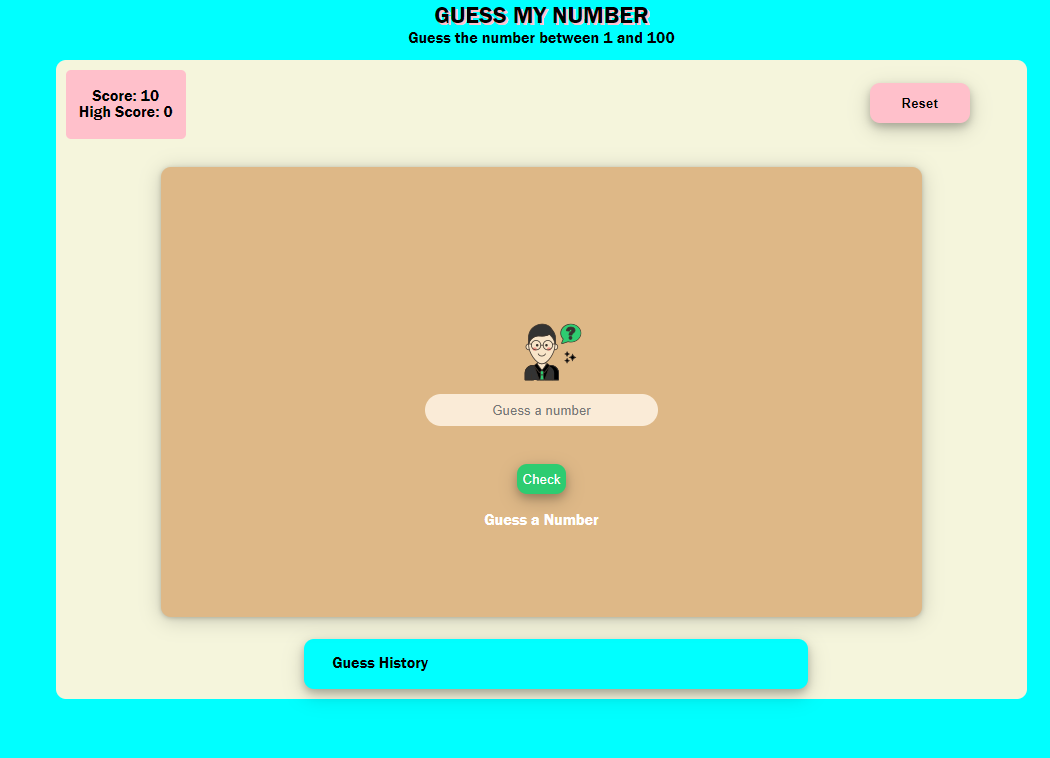 GUESS MY NUMBER
Guess the number between 1 and 100
Score: 10
High Score: 0
Reset
?
Guess a number
Check
Guess a Number
Guess History